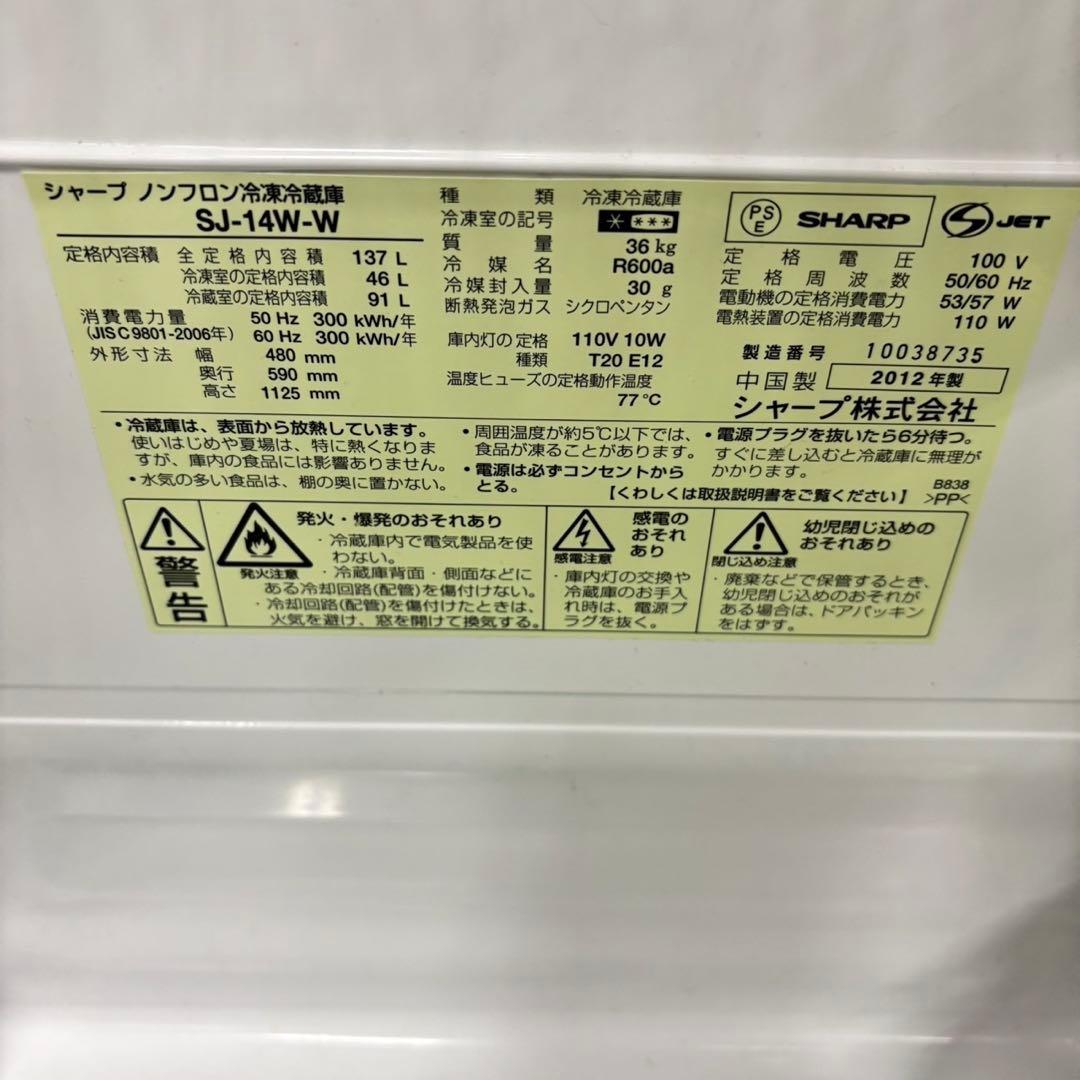 シャープ ノンフロン冷凍冷蔵庫
SJ-14W-W
定格内容積 全定格内容積 137 L
冷凍室の定格内容積 46 L
冷蔵室の定格内容積 91 L
消費電力量 50 Hz 300 kWh/年
(JIS C 9801-2006年) 60 Hz 300 kWh/年
外形寸法 幅 480 mm
奥行 590 mm
高さ 1125 mm
種類 冷凍冷蔵庫
冷凍室の記号 * ***
質量 36 kg
冷媒名 R600a
冷媒封入量 30 g
断熱発泡ガス シクロペンタン
庫内灯の定格 110V 10W
種類 T20 E12
温度ヒューズの定格動作温度
77 ℃
PSE SHARP S JET
定格電圧 100 V
定格周波数 50/60 Hz
電動機の定格消費電力 53/57 W
電熱装置の定格消費電力 110 W
製造番号 10038735
中国製 2012年製
シャープ株式会社
・冷蔵庫は、表面から放熱しています。
使いはじめや夏場は、特に熱くなりま
すが、庫内の食品には影響ありません。
・水気の多い食品は、棚の奥に置かない。
・周囲温度が約5℃以下では、
食品が凍ることがあります。
・電源は必ずコンセントから
とる。
・電源プラグを抜いたら6分待つ。
すぐに差し込むと冷蔵庫に無理が
かかります。
【くわしくは取扱説明書をご覧ください】
B838
>PP<
警告
発火・爆発のおそれあり
発火注意
・冷蔵庫内で電気製品を使
わない。
・冷蔵庫背面・側面などに
ある冷却回路(配管)を傷付けない。
・冷却回路(配管)を傷付けたときは、
火気を避け、窓を開けて換気する。
感電の
おそれ
あり
感電注意
・庫内灯の交換や
冷蔵庫のお手入
れ時は、電源プ
ラグを抜く。
幼児閉じ込めの
おそれあり
閉じ込め注意
・廃棄などで保管するとき、
幼児閉じ込めのおそれが
ある場合は、ドアパッキン
をはずす。